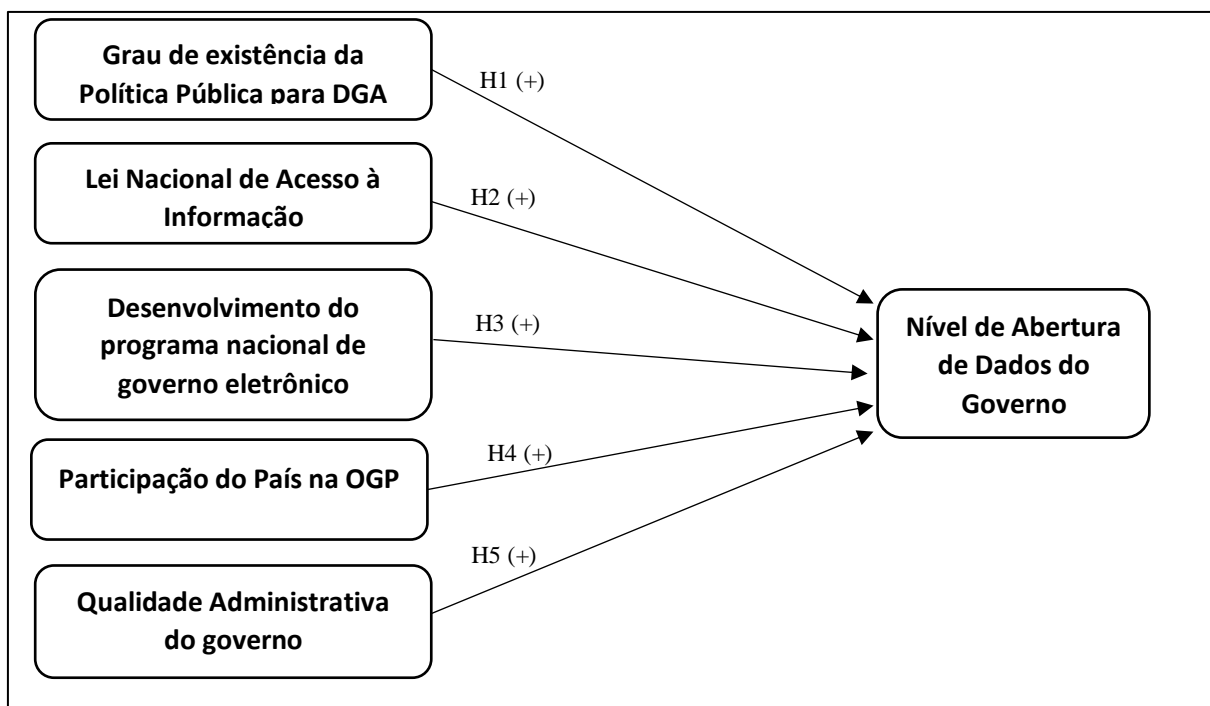 Grau de existência da
Política Pública para DGA
H1 (+)
Lei Nacional de Acesso à
Informação
H2 (+)
Desenvolvimento do
programa nacional de
governo eletrônico
H3 (+)
Participação do País na OGP
H4 (+)
Qualidade Administrativa
do governo
H5 (+)
Nível de Abertura
de Dados do
Governo